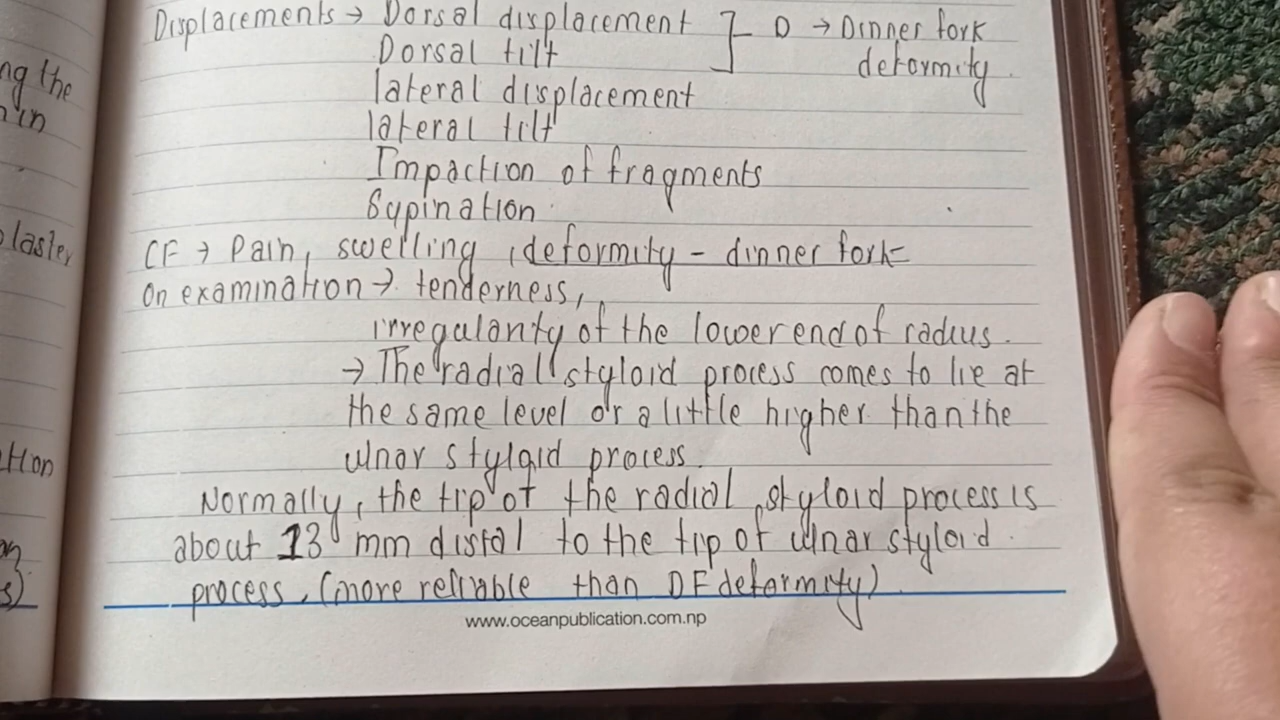 Displacements → Dorsal displacement ] D → Dinner fork
Dorsal tilt deformity.
lateral displacement
lateral tilt
Impaction of fragments
Supination
CF → Pain, swelling, deformity - dinner fork
On examination → tenderness,
irregularity of the lower end of radius.
→ The radial styloid process comes to lie at
the same level or a little higher than the
ulnar styloid process.
Normally, the tip of the radial styloid process is
about 13 mm distal to the tip of ulnar styloid.
process. (more reliable than DF deformity)
www.oceanpublication.com.np
ng the
in
laster